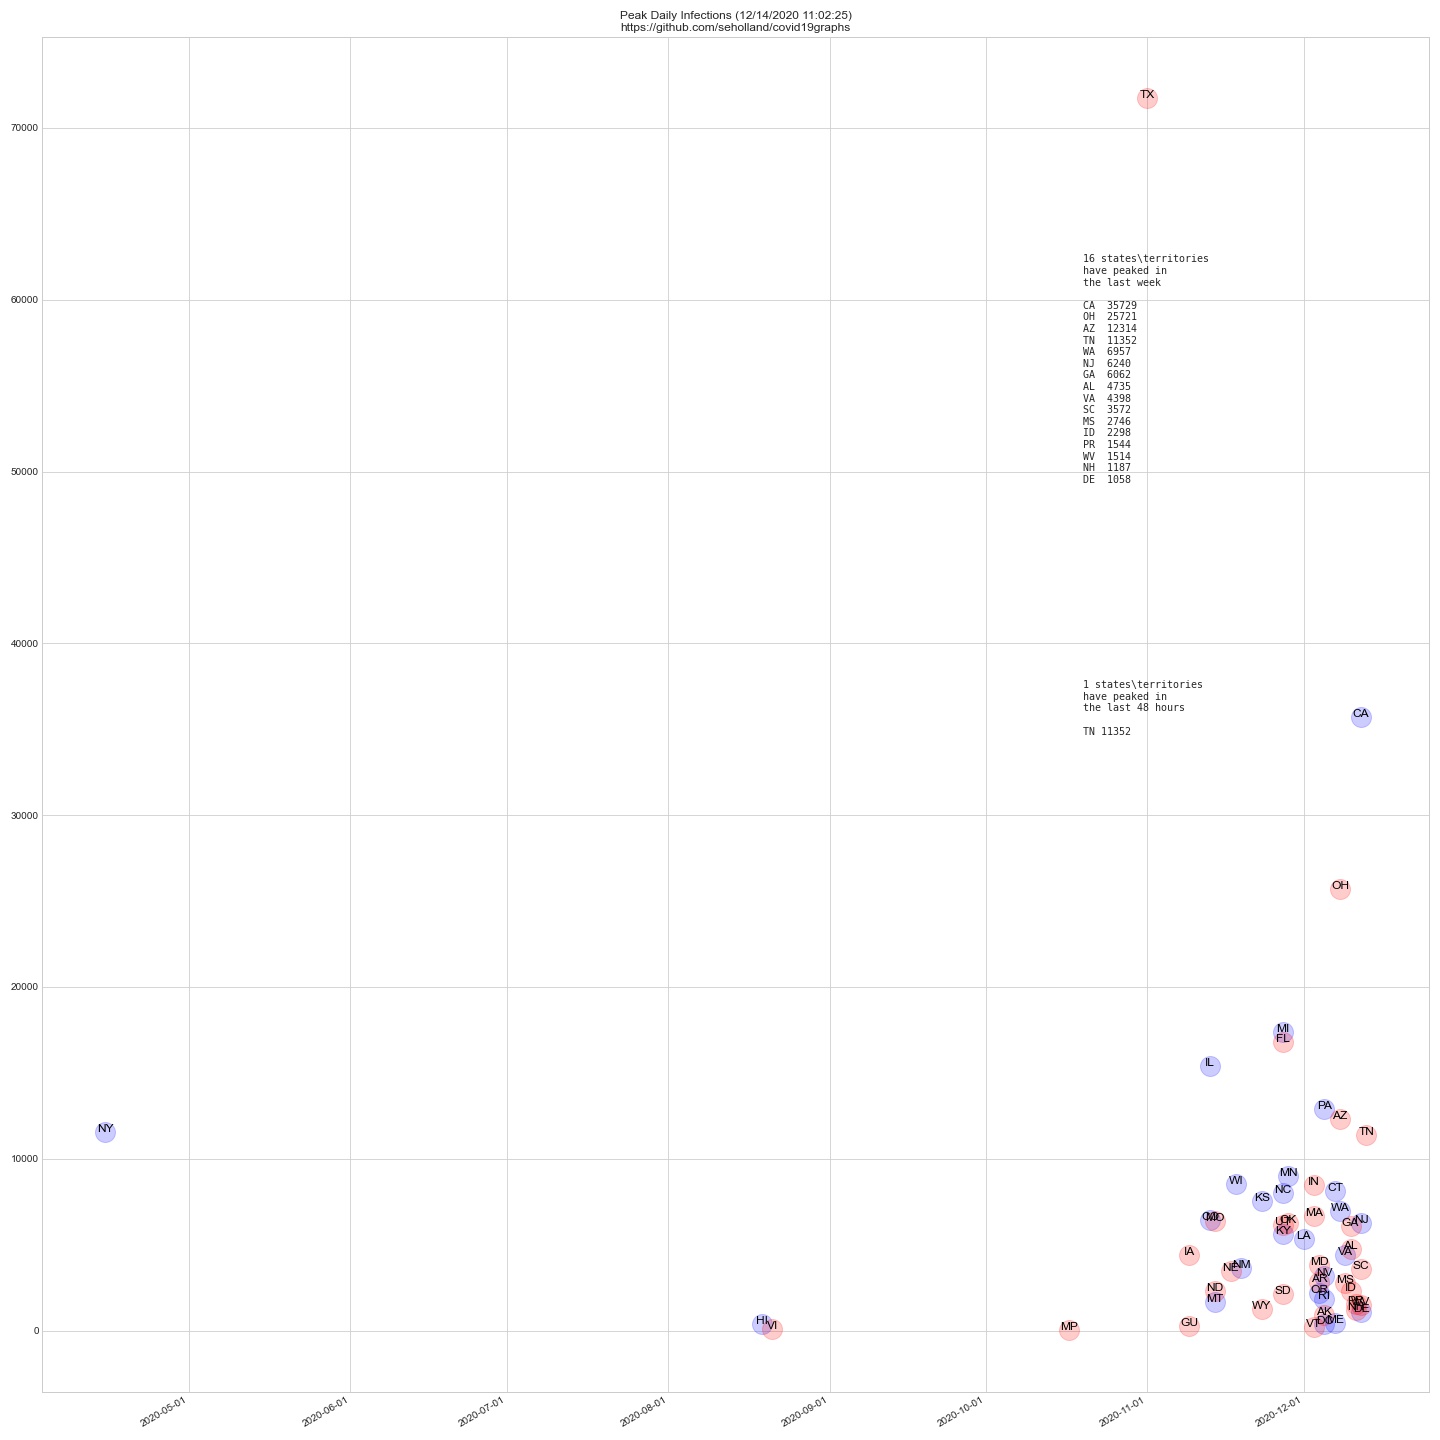 Peak Daily Infections (12/14/2020 11:02:25)
https://github.com/seholland/covid19graphs
TX
70000
16 states\territories
have peaked in
the last week
60000
CA 35729
OH 25721
AZ 12314
TN 11352
WA 6957
NJ 6240
GA 6062
AL 4735
VA 4398
SC 3572
MS 2746
ID 2298
PR 1544
WV 1514
NH 1187
DE 1058
50000
40000
1 states\territories
have peaked in
the last 48 hours
TN 11352
CA
30000
OH
20000
MI
FL
IL
PA
AZ
NY
TN
10000
MN
WI
IN
NC
CT
KS
WA
MA
MO
OK
GA
NJ
UT
KY
LA
AL
VA
IA
MD
NM
NE
SC
NV
AR
MS
ND
SD
OR
ID
RI
MT
PR
WY
DE
AK
HI
VI
MP
GU
VT
DC
ME
0
2020-05-01
2020-06-01
2020-07-01
2020-08-01
2020-09-01
2020-10-01
2020-11-01
2020-12-01